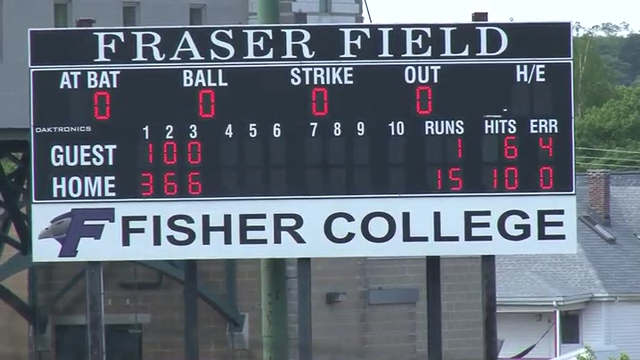 FRASER FIELD COLLEGE
AT BAT BALL STRIKE OUT H/E
0 0 0 0
DAKTRONICS
1 2 3 4 5 6 7 8 9 10 RUNS HITS ERR
GUEST 1 0 0 1 6 4
HOME 3 6 6 15 10 0
F FISHER COLLEGE